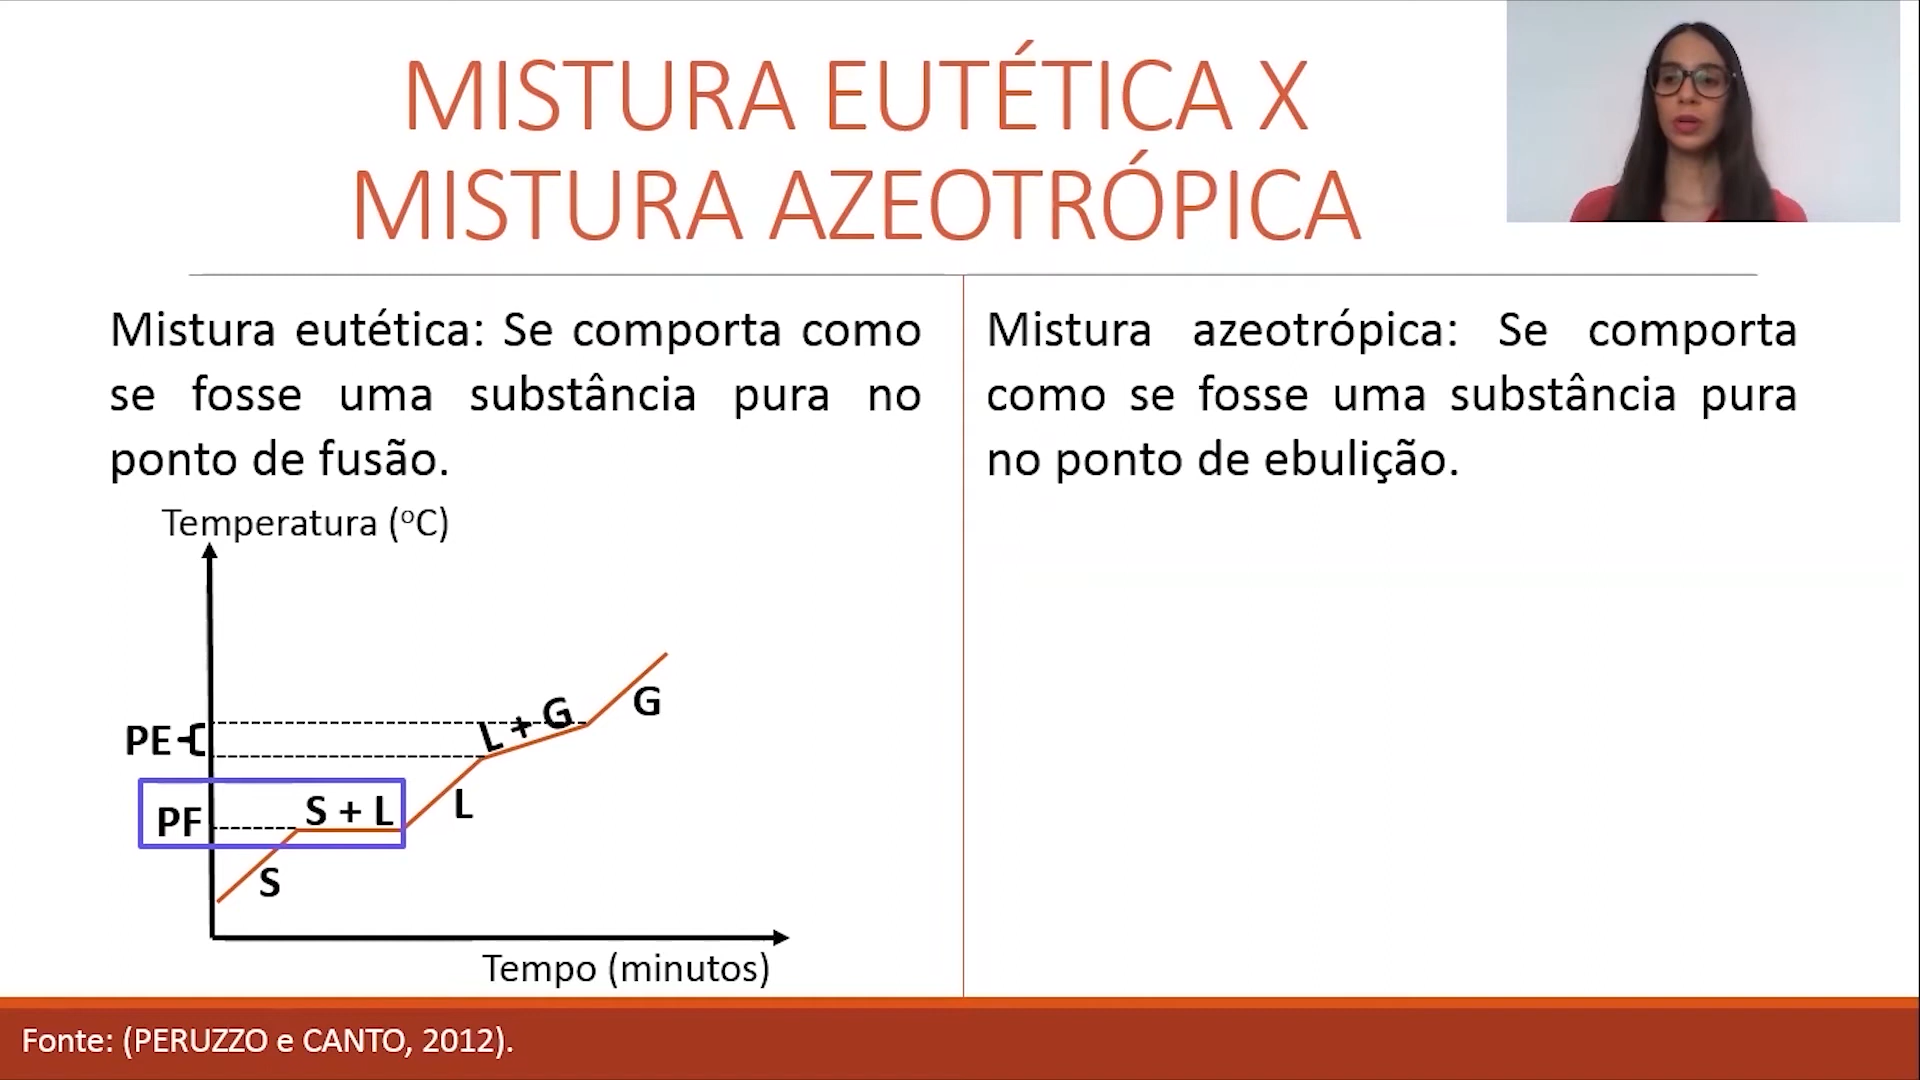 MISTURA EUTÉTICA X
MISTURA AZEOTRÓPICA
Mistura eutética: Se comporta como
se fosse uma substância pura no
ponto de fusão.
Temperatura (ºC)
PE
PF
S
S + L
L
L + G
G
Tempo (minutos)
Mistura azeotrópica: Se comporta
como se fosse uma substância pura
no ponto de ebulição.
Fonte: (PERUZZO e CANTO, 2012).